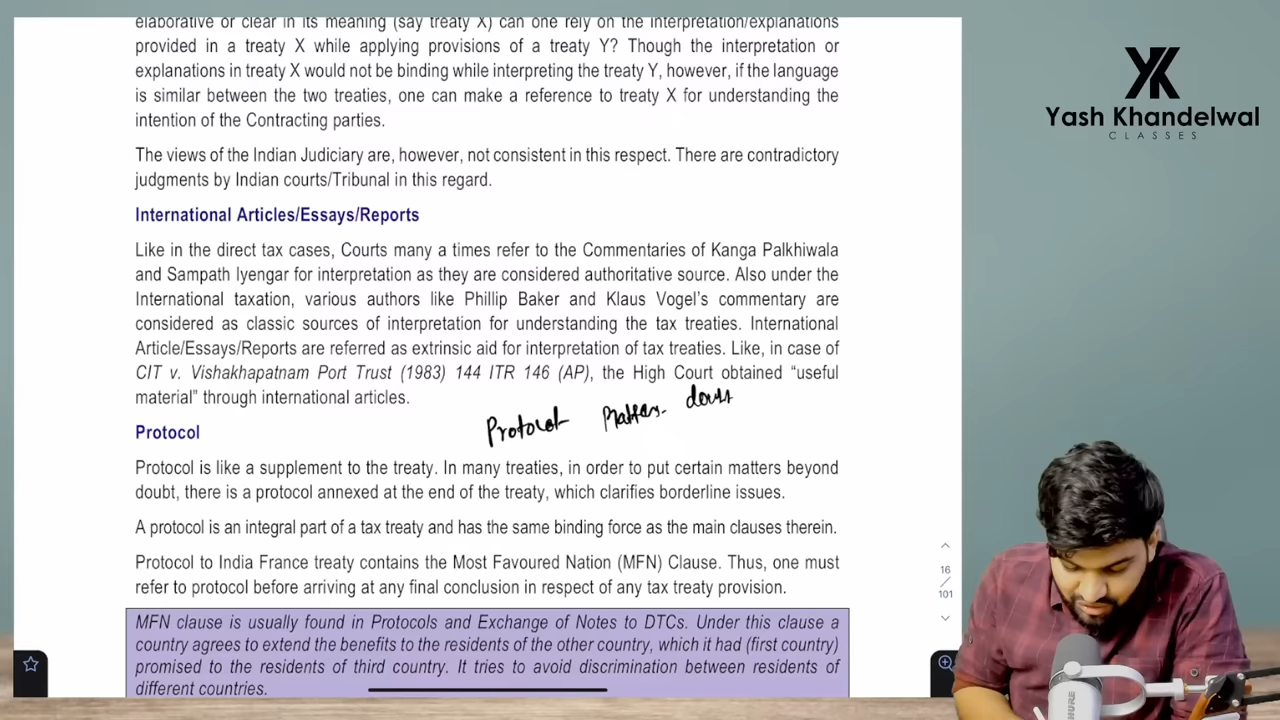 elaborative or clear in its meaning (say treaty X) can one rely on the interpretation/explanations
provided in a treaty X while applying provisions of a treaty Y? Though the interpretation or
explanations in treaty X would not be binding while interpreting the treaty Y, however, if the language
is similar between the two treaties, one can make a reference to treaty X for understanding the
intention of the Contracting parties.
The views of the Indian Judiciary are, however, not consistent in this respect. There are contradictory
judgments by Indian courts/Tribunal in this regard.
International Articles/Essays/Reports
Like in the direct tax cases, Courts many a times refer to the Commentaries of Kanga Palkhiwala
and Sampath Iyengar for interpretation as they are considered authoritative source. Also under the
International taxation, various authors like Phillip Baker and Klaus Vogel's commentary are
considered as classic sources of interpretation for understanding the tax treaties. International
Article/Essays/Reports are referred as extrinsic aid for interpretation of tax treaties. Like, in case of
CIT v. Vishakhapatnam Port Trust (1983) 144 ITR 146 (AP), the High Court obtained “useful
material” through international articles.
Protocol Matters
Protocol
Protocol is like a supplement to the treaty. In many treaties, in order to put certain matters beyond
doubt, there is a protocol annexed at the end of the treaty, which clarifies borderline issues.
A protocol is an integral part of a tax treaty and has the same binding force as the main clauses therein.
Protocol to India France treaty contains the Most Favoured Nation (MFN) Clause. Thus, one must
refer to protocol before arriving at any final conclusion in respect of any tax treaty provision.
MFN clause is usually found in Protocols and Exchange of Notes to DTCs. Under this clause a
country agrees to extend the benefits to the residents of the other country, which it had (first country)
promised to the residents of third country. It tries to avoid discrimination between residents of
different countries.
16
101
YK
Yash Khandelwal
CLASSES